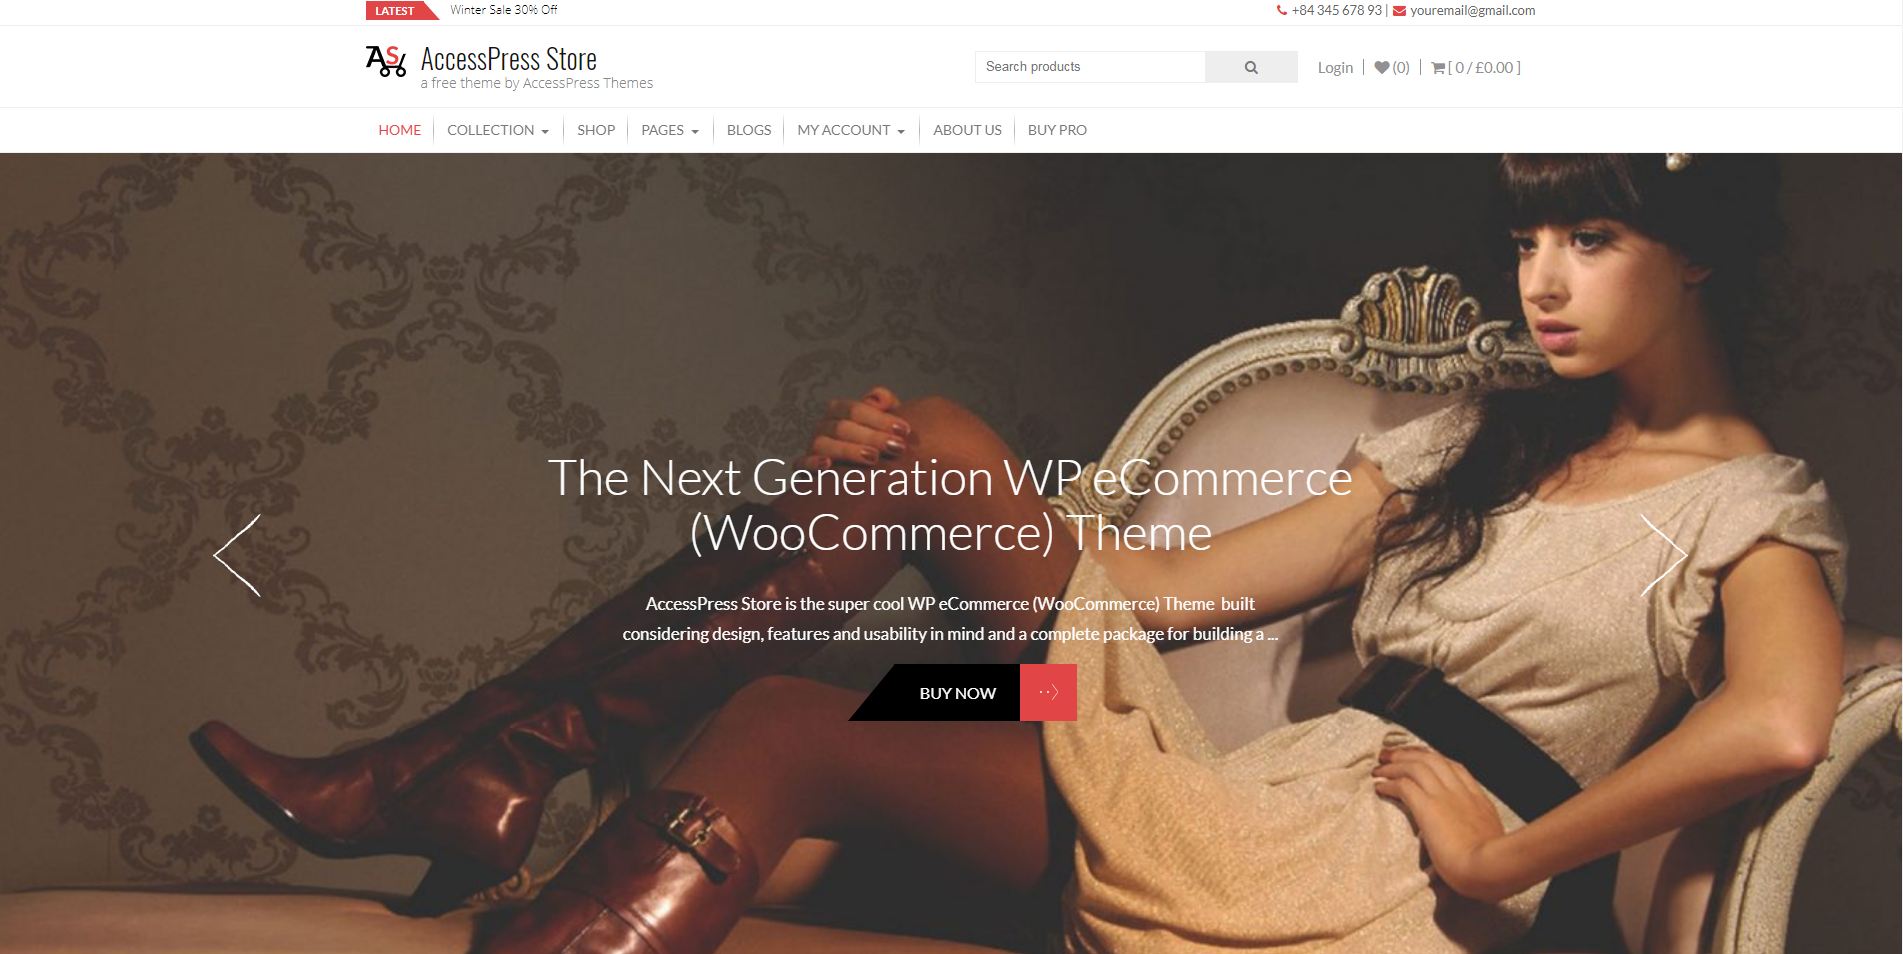 LATEST Winter Sale 30% Off
+84 345 678 93 | youremail@gmail.com
AS AccessPress Store
a free theme by AccessPress Themes
Search products
Login | (0) | [ 0 / £0.00 ]
HOME COLLECTION SHOP PAGES BLOGS MY ACCOUNT ABOUT US BUY PRO
The Next Generation WP eCommerce
(WooCommerce) Theme
AccessPress Store is the super cool WP eCommerce (WooCommerce) Theme built
considering design, features and usability in mind and a complete package for building a ...
BUY NOW